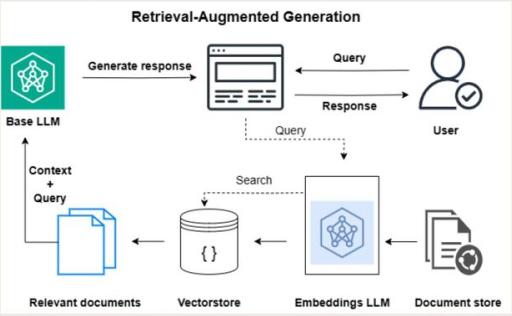 Retrieval-Augmented Generation
Generate response
Query
Response
Base LLM
User
Query
Context
+
Query
Search
{ }
Relevant documents
Vectorstore
Embeddings LLM
Document store